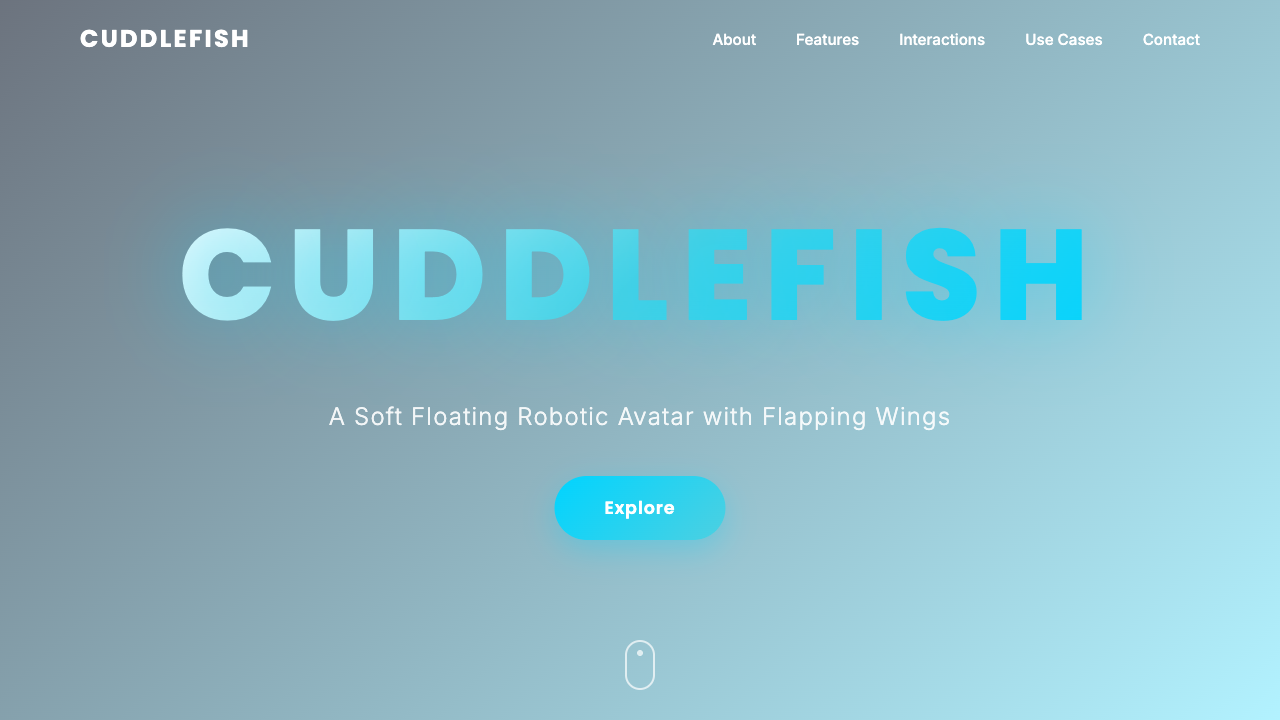 CUDDLEFISH
About Features Interactions Use Cases Contact
CUDDLEFISH
A Soft Floating Robotic Avatar with Flapping Wings
Explore